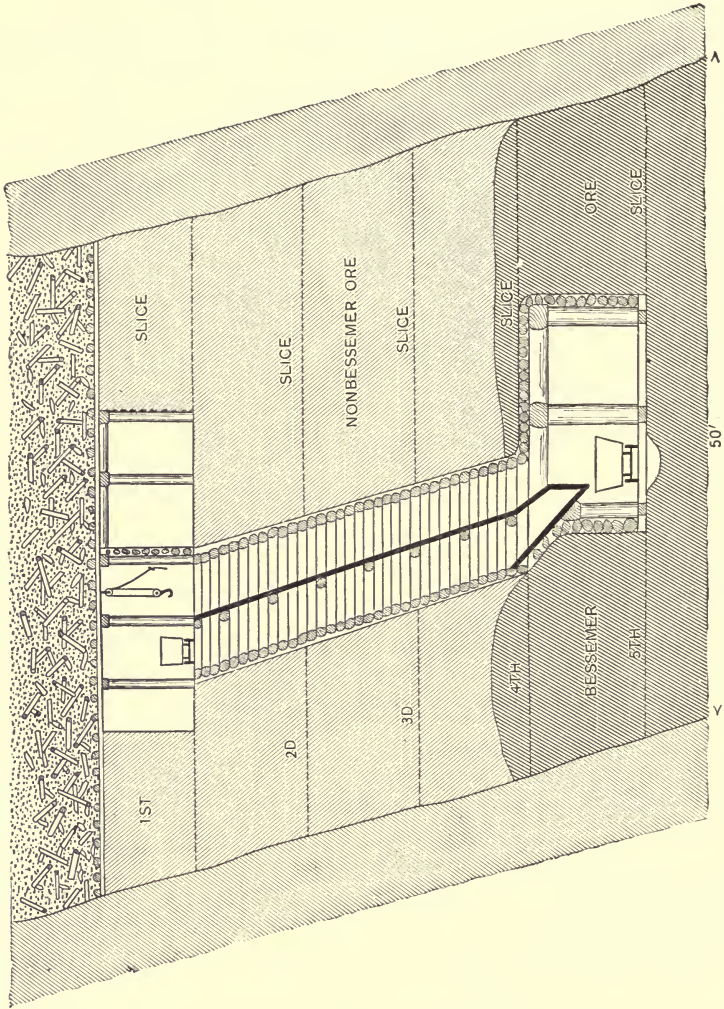 1ST SLICE
2D SLICE
NONBESSEMER ORE
3D SLICE
4TH SLICE
BESSEMER ORE
5TH SLICE
50'